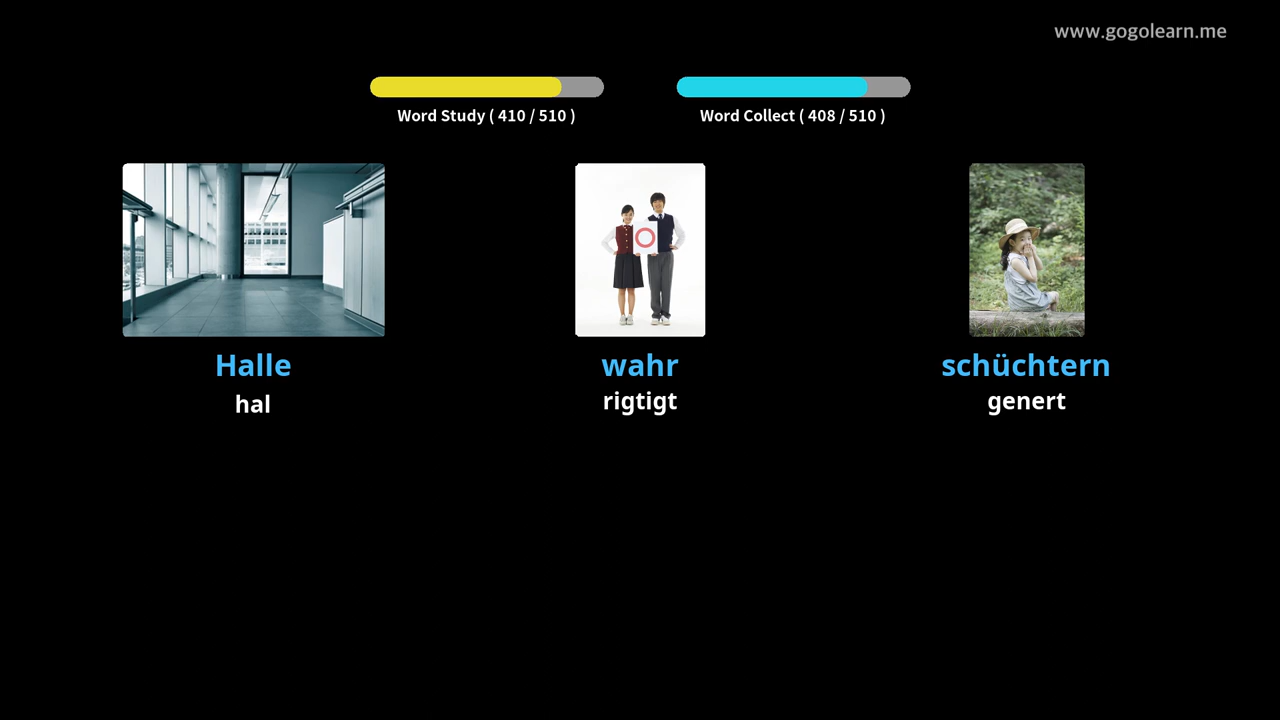 www.gogolearn.me
Word Study ( 410 / 510 )
Word Collect ( 408 / 510 )
Halle
hal
wahr
rigtigt
schüchtern
genert